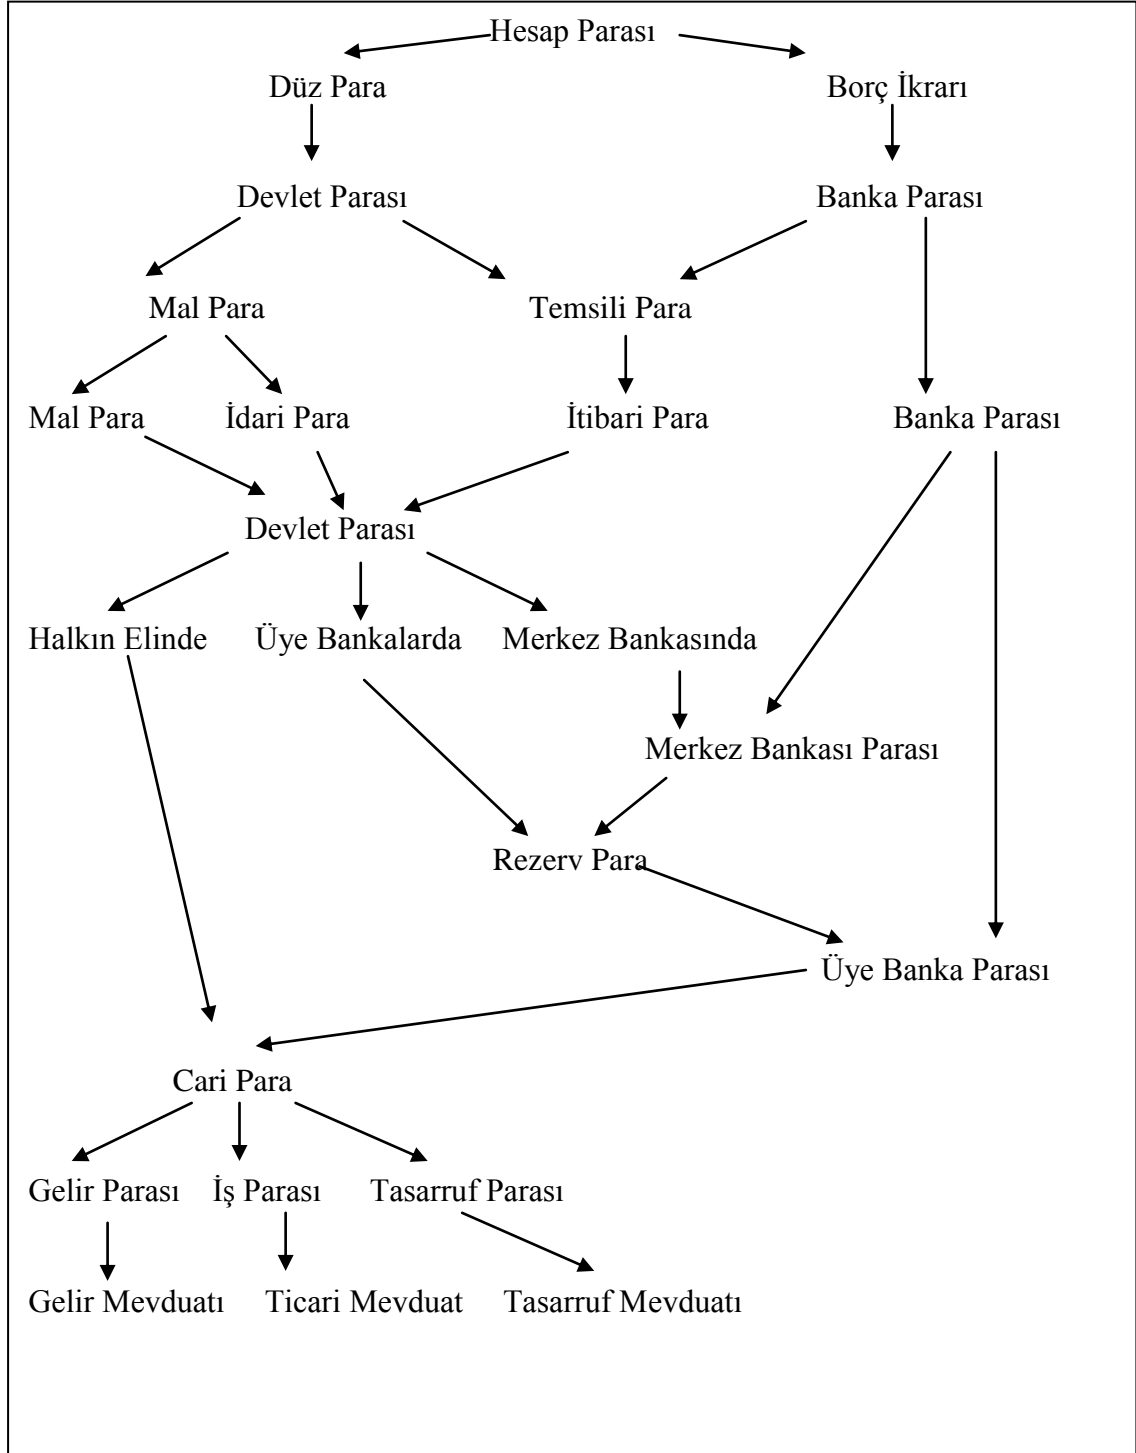 Hesap Parası
Düz Para Borç İkrarı
Devlet Parası Banka Parası
Mal Para Temsili Para
Mal Para İdari Para İtibari Para Banka Parası
Devlet Parası
Halkın Elinde Üye Bankalarda Merkez Bankasında
Merkez Bankası Parası
Rezerv Para
Üye Banka Parası
Cari Para
Gelir Parası İş Parası Tasarruf Parası
Gelir Mevduatı Ticari Mevduat Tasarruf Mevduatı